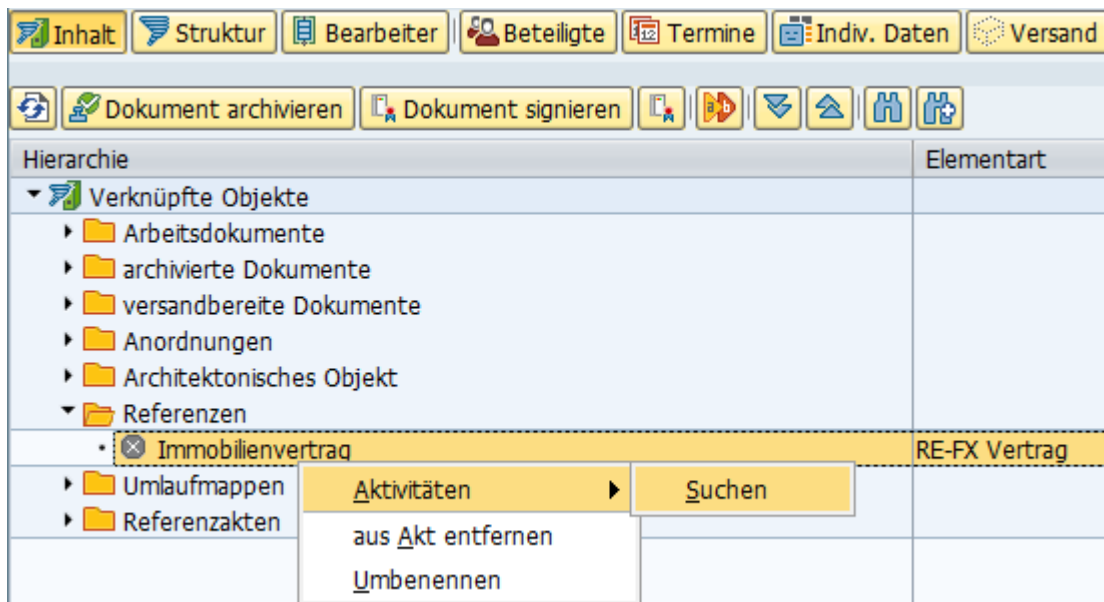 Inhalt Struktur Bearbeiter Beteiligte Termine Indiv. Daten Versand
Dokument archivieren Dokument signieren
Hierarchie Elementart
Verknüpfte Objekte
Arbeitsdokumente
archivierte Dokumente
versandbereite Dokumente
Anordnungen
Architektonisches Objekt
Referenzen
Immobilienvertrag RE-FX Vertrag
Umlaufmappen Aktivitäten Suchen
Referenzakten
aus Akt entfernen
Umbenennen